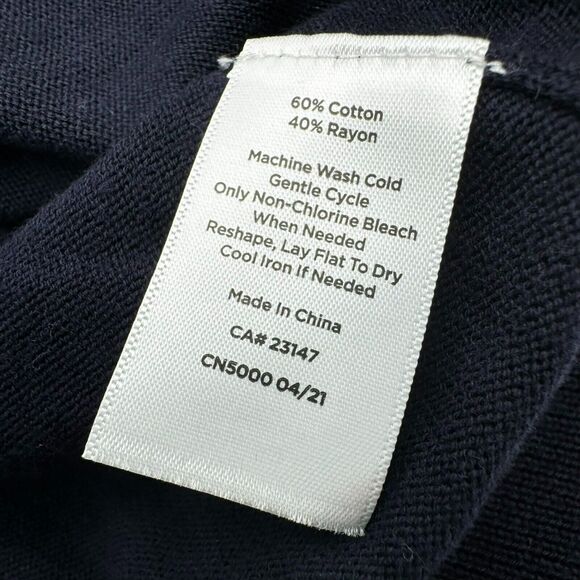 60% Cotton
40% Rayon
Machine Wash Cold
Gentle Cycle
Only Non-Chlorine Bleach
When Needed
Reshape, Lay Flat To Dry
Cool Iron If Needed
Made In China
CA# 23147
CN5000 04/21